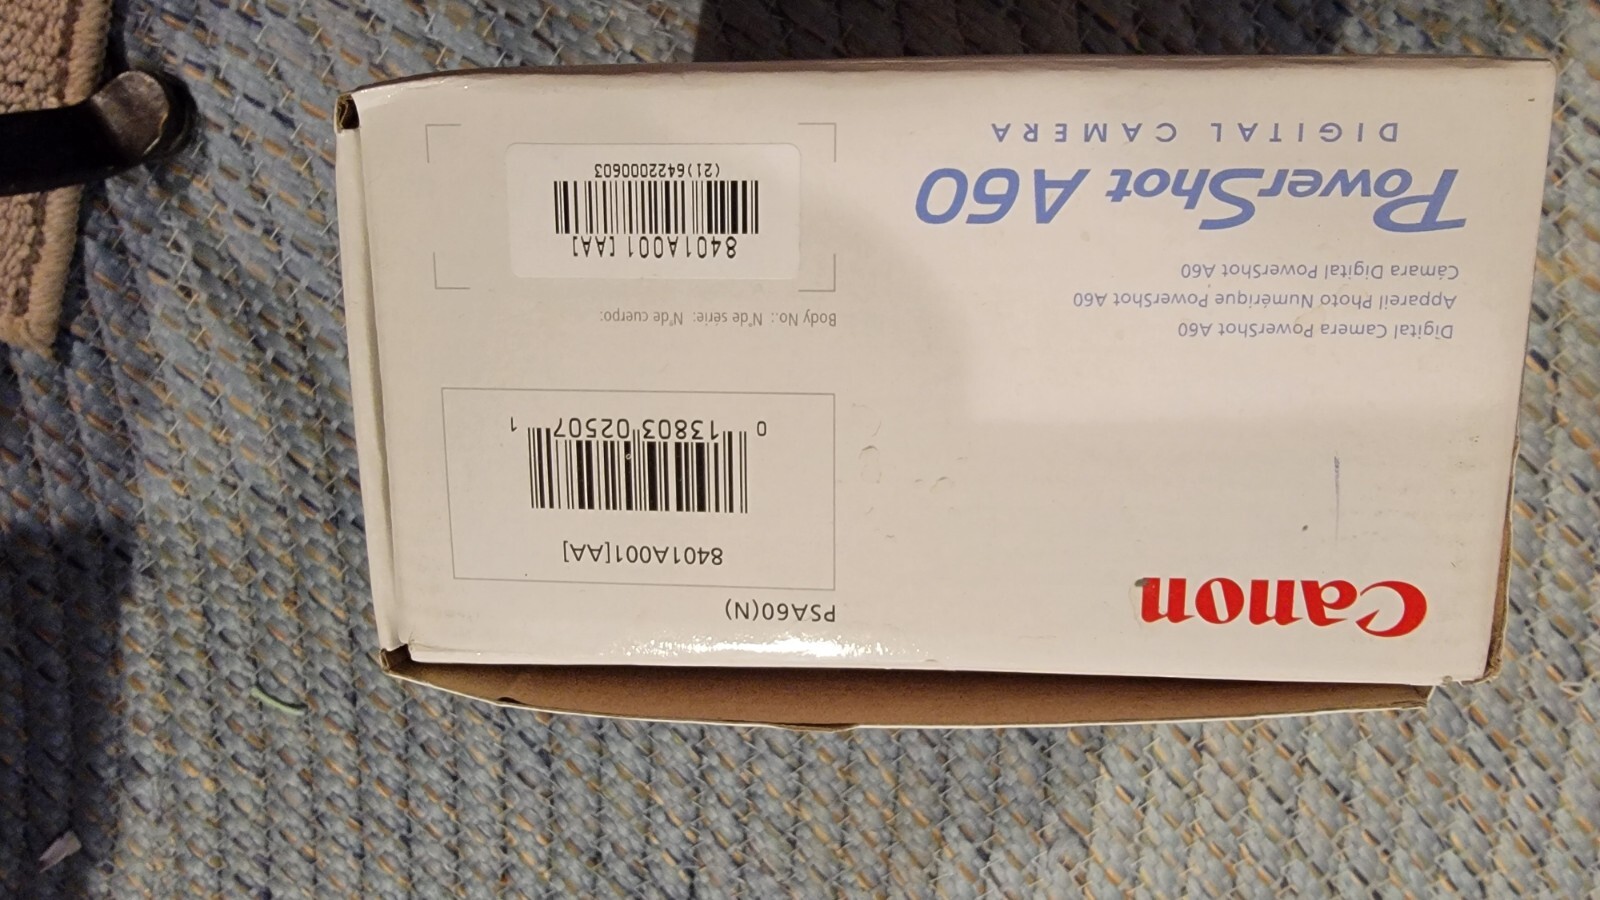 Canon
Digital Camera PowerShot A60
Appareil Photo Numérique PowerShot A60
Cámara Digital PowerShot A60
PowerShot A60
DIGITAL CAMERA
PSA60(N)
8401A001[AA]
0 13803 02507 1
Body No.: N°de série: N°de cuerpo:
8401A001 [AA]
(21)6422000603